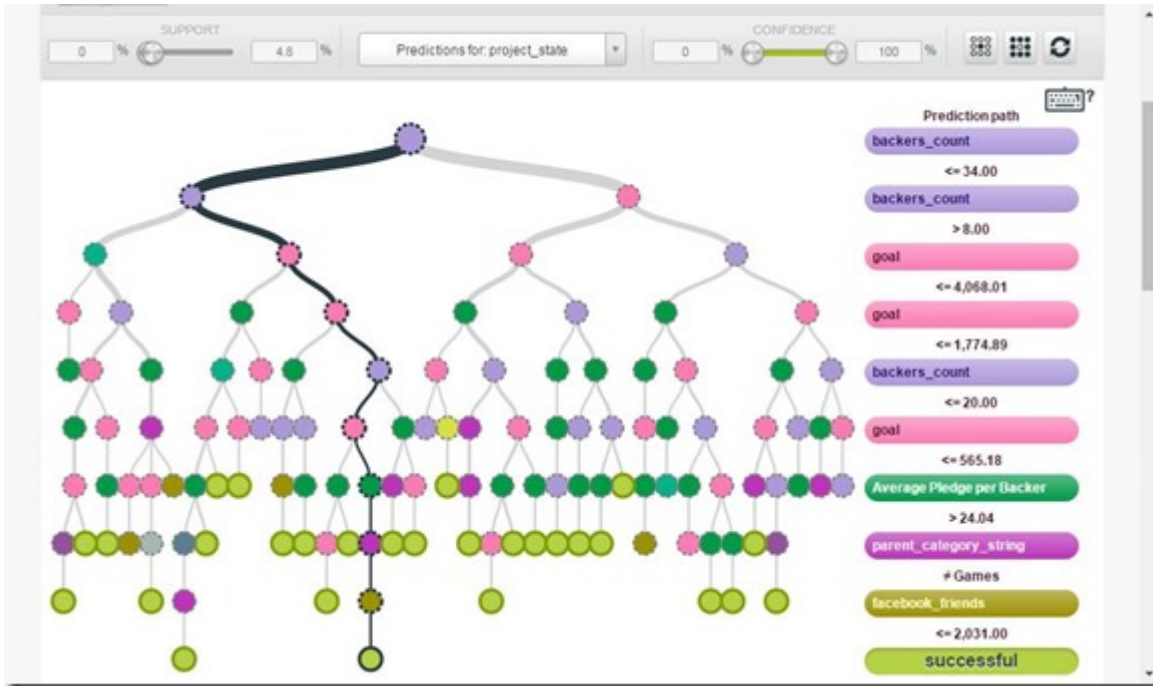 SUPPORT
0 % 4.8 %
Predictions for: project_state
CONFIDENCE
0 % 100 %
?
Prediction path
backers_count
<= 34.00
backers_count
> 8.00
goal
<= 4,068.01
goal
<= 1,774.89
backers_count
<= 20.00
goal
<= 565.18
Average Pledge per Backer
> 24.04
parent_category_string
≠ Games
facebook_friends
<= 2,031.00
successful